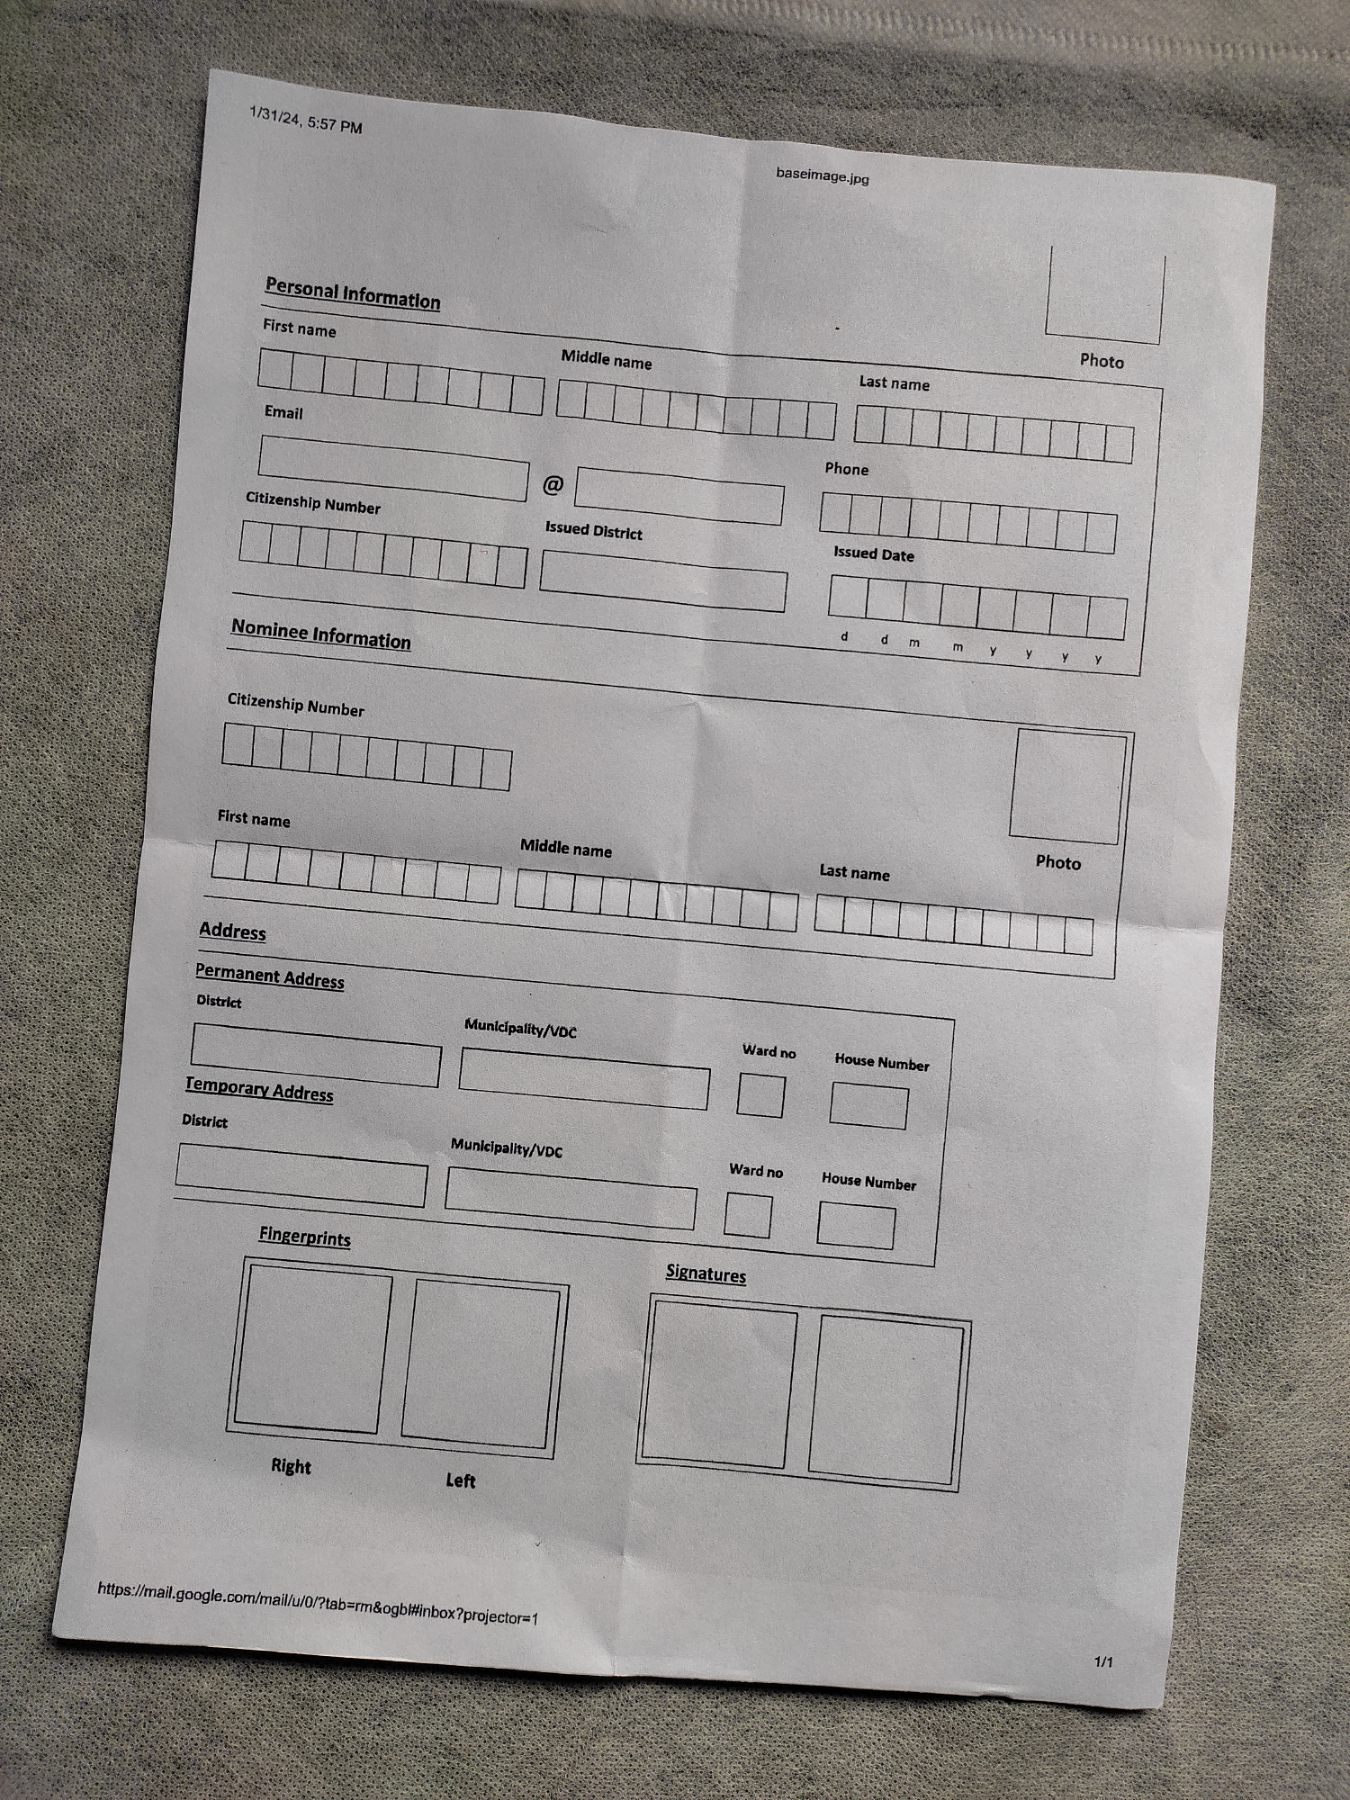 1/31/24, 5:57 PM
baseimage.jpg
Personal Information
Photo
First name
Middle name
Last name
Email
@
Phone
Citizenship Number
Issued District
Issued Date
d d m m y y y y
Nominee Information
Citizenship Number
Photo
First name
Middle name
Last name
Address
Permanent Address
District
Municipality/VDC
Ward no
House Number
Temporary Address
District
Municipality/VDC
Ward no
House Number
Fingerprints
Signatures
Right
Left
https://mail.google.com/mail/u/0/?tab=rm&ogbl#inbox?projector=1
1/1